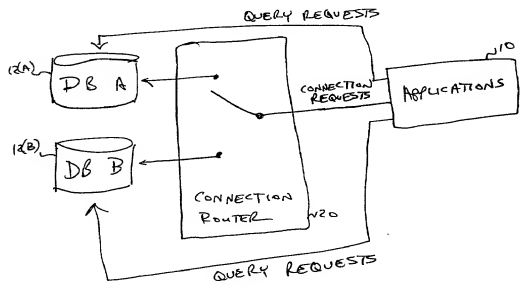 QUERY REQUESTS
10
12(A)
DB A
CONNECTION
REQUESTS
APPLICATIONS
12(B)
DB B
CONNECTION
ROUTER
20
QUERY REQUESTS